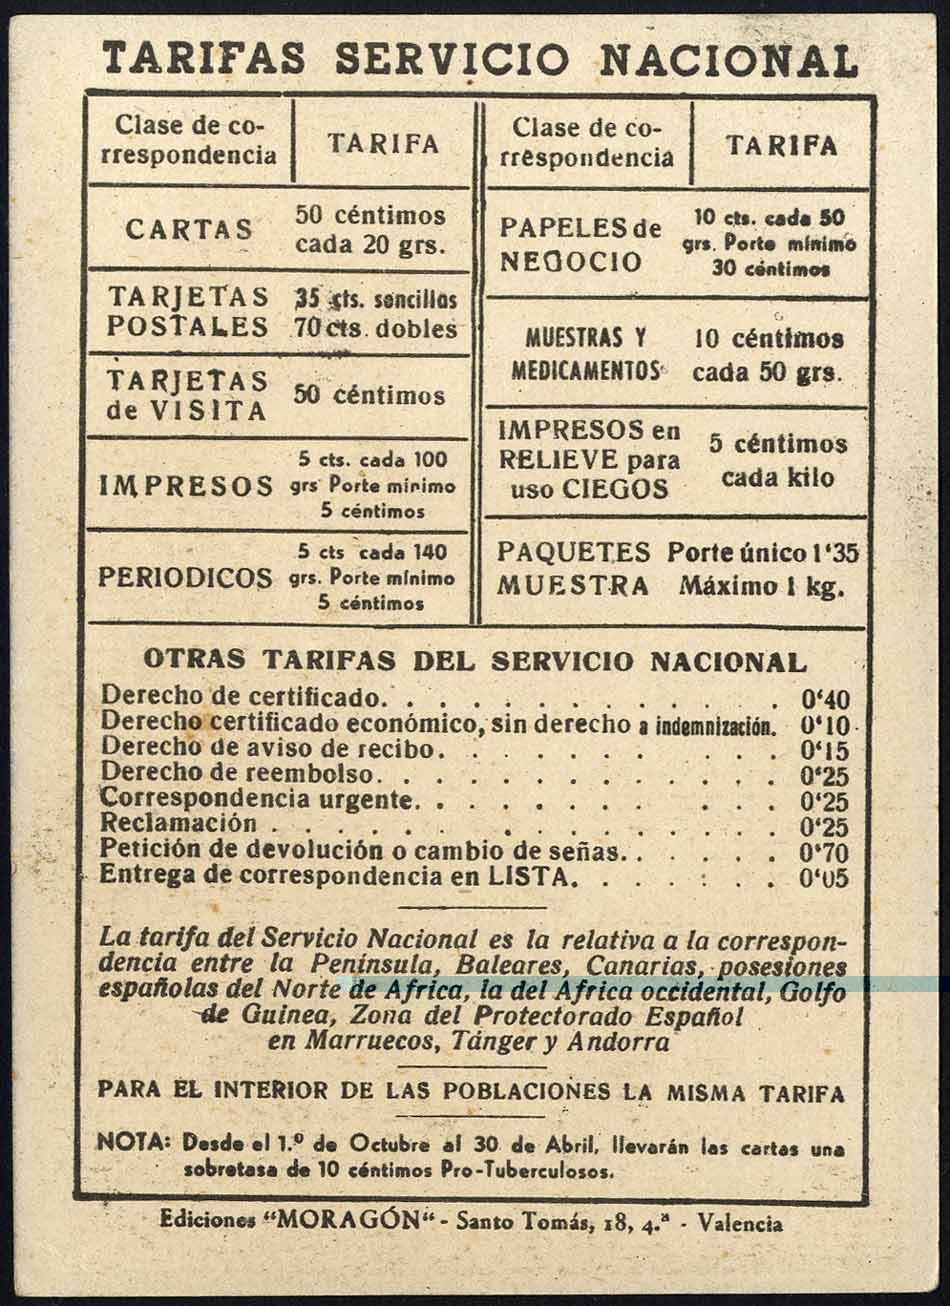 TARIFAS SERVICIO NACIONAL
Clase de co-
rrespondencia
TARIFA
CARTAS
50 céntimos
cada 20 grs.
TARJETAS
POSTALES
35 cts. sencillas
70 cts. dobles
TARJETAS
de VISITA
50 céntimos
IMPRESOS
5 cts. cada 100
grs Porte minimo
5 céntimos
PERIODICOS
5 cts cada 140
grs. Porte mínimo
5 céntimos
Clase de co-
rrespondencia
TARIFA
PAPELES de
NEGOCIO
10 cts. cada 50
grs. Porte mínimo
30 céntimos
MUESTRAS Y
MEDICAMENTOS
10 céntimos
cada 50 grs.
IMPRESOS en
RELIEVE para
uso CIEGOS
5 céntimos
cada kilo
PAQUETES
MUESTRA
Porte único 1'35
Máximo 1 kg.
OTRAS TARIFAS DEL SERVICIO NACIONAL
Derecho de certificado. . . . . . . . . . . . . 0'40
Derecho certificado económico, sin derecho a indemnización. 0'10
Derecho de aviso de recibo. . . . . . . . . . . 0'15
Derecho de reembolso. . . . . . . . . . . . . 0'25
Correspondencia urgente. . . . . . . . . . . . 0'25
Reclamación . . . . . . . . . . . . . . . . 0'25
Petición de devolución o cambio de señas. . . . . . 0'70
Entrega de correspondencia en LISTA. . . . . . . 0'05
La tarifa del Servicio Nacional es la relativa a la correspon-
dencia entre la Península, Baleares, Canarias, posesiones
españolas del Norte de Africa, la del Africa occidental, Golfo
de Guinea, Zona del Protectorado Español
en Marruecos, Tánger y Andorra
PARA EL INTERIOR DE LAS POBLACIONES LA MISMA TARIFA
NOTA: Desde el 1.º de Octubre al 30 de Abril, llevarán las cartas una
sobretasa de 10 céntimos Pro-Tuberculosos.
Ediciones “MORAGÓN“ - Santo Tomás, 18, 4.ª - Valencia